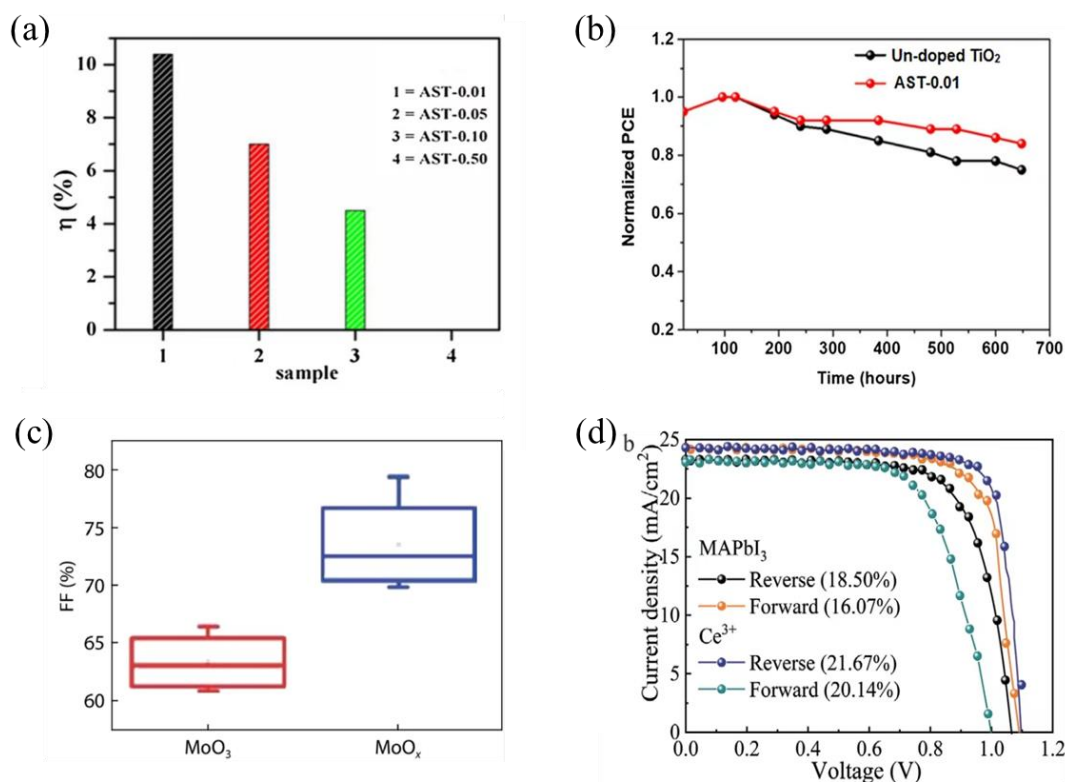 (a)
10
8
6
4
2
0
η (%)
1 = AST-0.01
2 = AST-0.05
3 = AST-0.10
4 = AST-0.50
1 2 3 4
sample
(b)
1.2
1.0
0.8
0.6
0.4
0.2
Normalized PCE
Un-doped TiO₂
AST-0.01
100 200 300 400 500 600 700
Time (hours)
(c)
80
75
70
65
60
FF (%)
MoO₃ MoOₓ
(d)
b
25
20
15
10
5
0
Current density (mA/cm²)
MAPbI₃
Reverse (18.50%)
Forward (16.07%)
Ce³⁺
Reverse (21.67%)
Forward (20.14%)
0.0 0.2 0.4 0.6 0.8 1.0 1.2
Voltage (V)